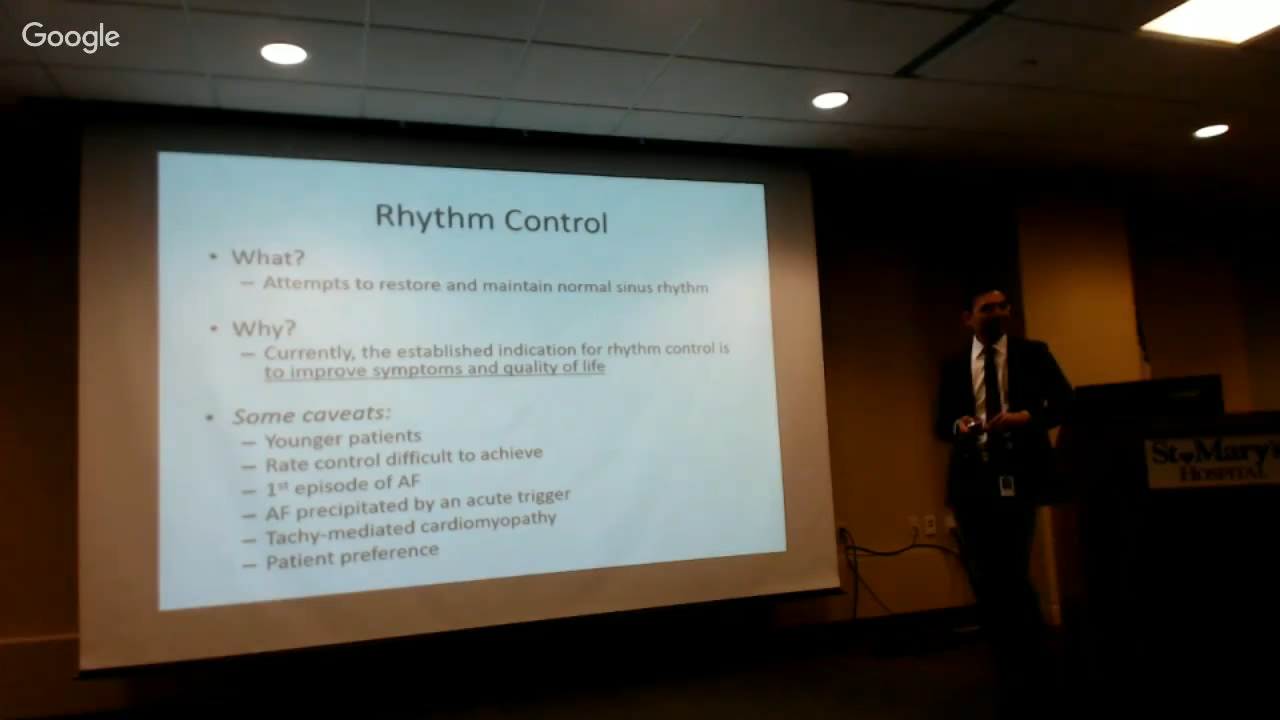 Google
Rhythm Control
• What?
– Attempts to restore and maintain normal sinus rhythm
• Why?
– Currently, the established indication for rhythm control is
to improve symptoms and quality of life
• Some caveats:
– Younger patients
– Rate control difficult to achieve
– 1st episode of AF
– AF precipitated by an acute trigger
– Tachy-mediated cardiomyopathy
– Patient preference
St Mary's
HOSPITAL